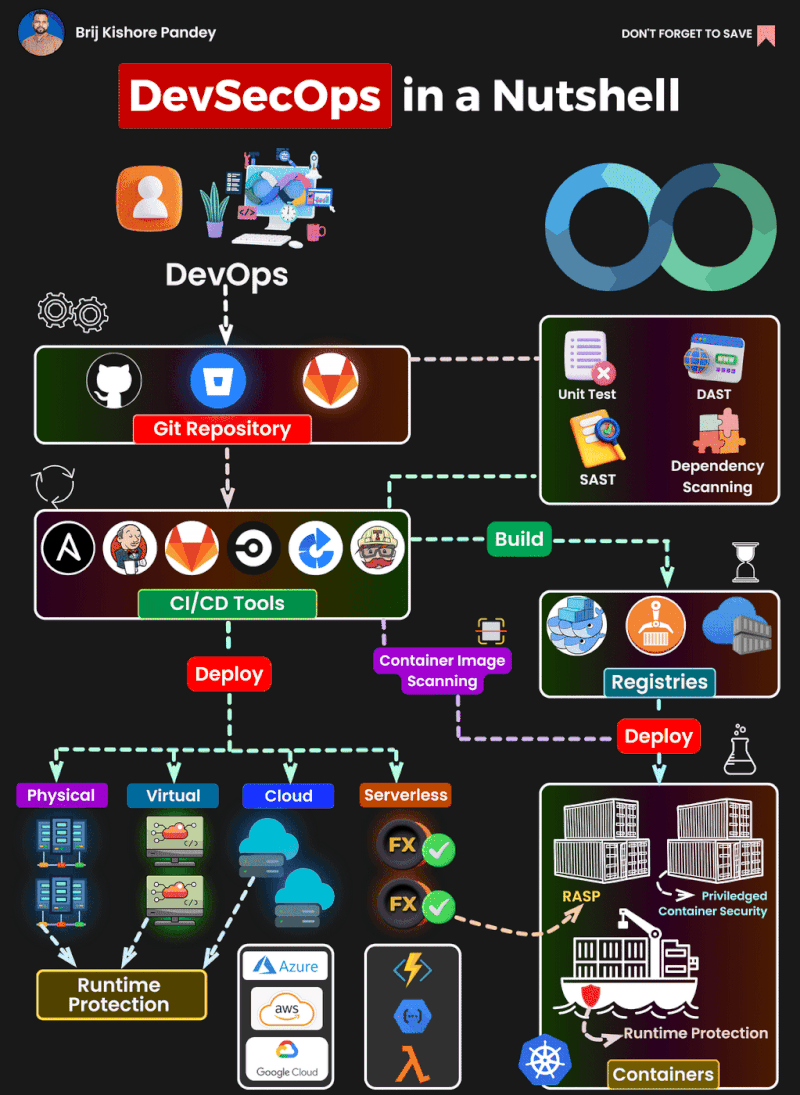 Brij Kishore Pandey
DON'T FORGET TO SAVE
DevSecOps in a Nutshell
DevOps
Git Repository
Unit Test
DAST
SAST
Dependency
Scanning
CI/CD Tools
Build
Deploy
Container Image
Scanning
Registries
Deploy
Physical
Virtual
Cloud
Serverless
FX
FX
RASP
Priviledged
Container Security
Runtime
Protection
Azure
aws
Google Cloud
Runtime Protection
Containers